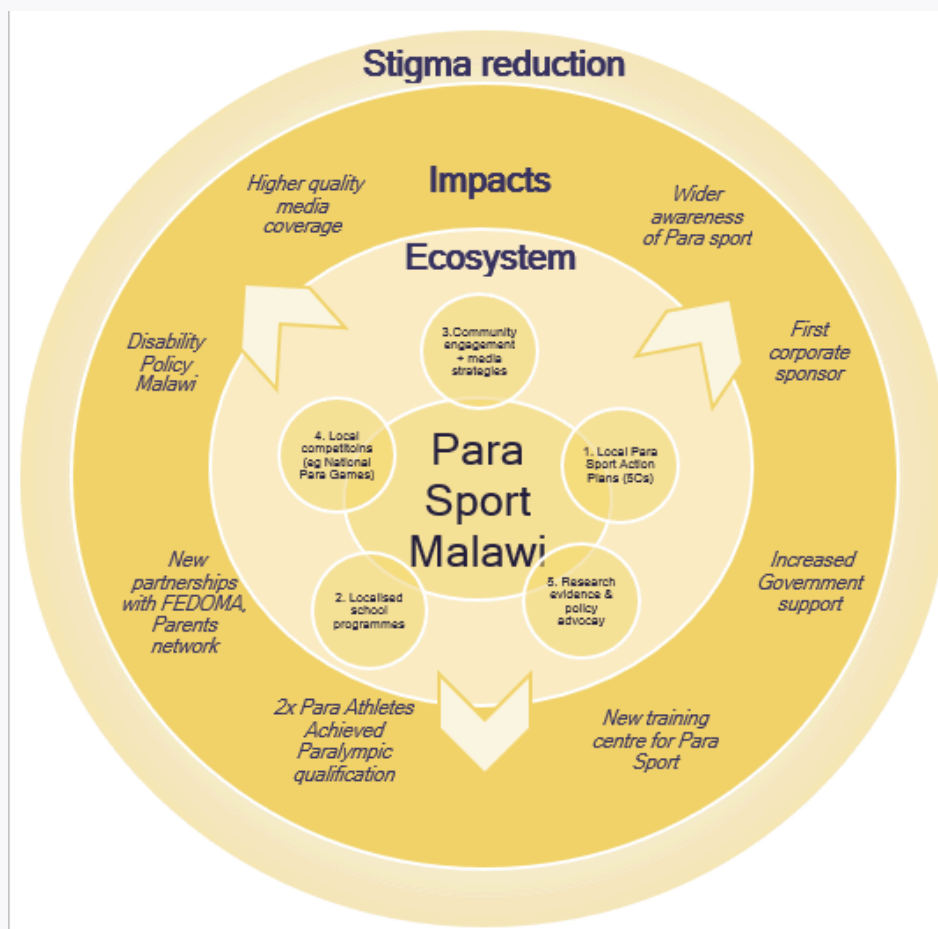 Stigma reduction
Impacts
Higher quality
media
coverage
Wider
awareness
of Para sport
Ecosystem
Disability
Policy
Malawi
First
corporate
sponsor
3.Community
engagement
+ media
strategies
4. Local
competitoins
(eg National
Para Games)
Para
Sport
Malawi
1. Local Para
Sport Action
Plans (5Cs)
New
partnerships
with FEDOMA,
Parents
network
2. Localised
school
programmes
5. Research
evidence &
policy
advocay
Increased
Government
support
2x Para Athletes
Achieved
Paralympic
qualification
New training
centre for Para
Sport